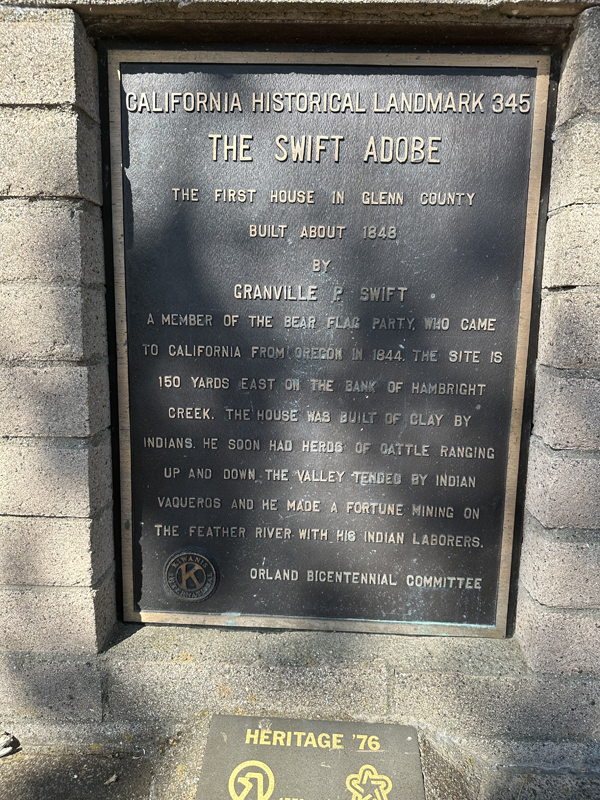 CALIFORNIA HISTORICAL LANDMARK 345
THE SWIFT ADOBE
THE FIRST HOUSE IN GLENN COUNTY
BUILT ABOUT 1848
BY
GRANVILLE P. SWIFT
A MEMBER OF THE BEAR FLAG PARTY, WHO CAME
TO CALIFORNIA FROM OREGON IN 1844. THE SITE IS
150 YARDS EAST ON THE BANK OF HAMBRIGHT
CREEK. THE HOUSE WAS BUILT OF CLAY BY
INDIANS. HE SOON HAD HERDS OF CATTLE RANGING
UP AND DOWN THE VALLEY TENDED BY INDIAN
VAQUEROS AND HE MADE A FORTUNE MINING ON
THE FEATHER RIVER WITH HIS INDIAN LABORERS.
KIWANIS
K
INTERNATIONAL
ORLAND BICENTENNIAL COMMITTEE
HERITAGE '76